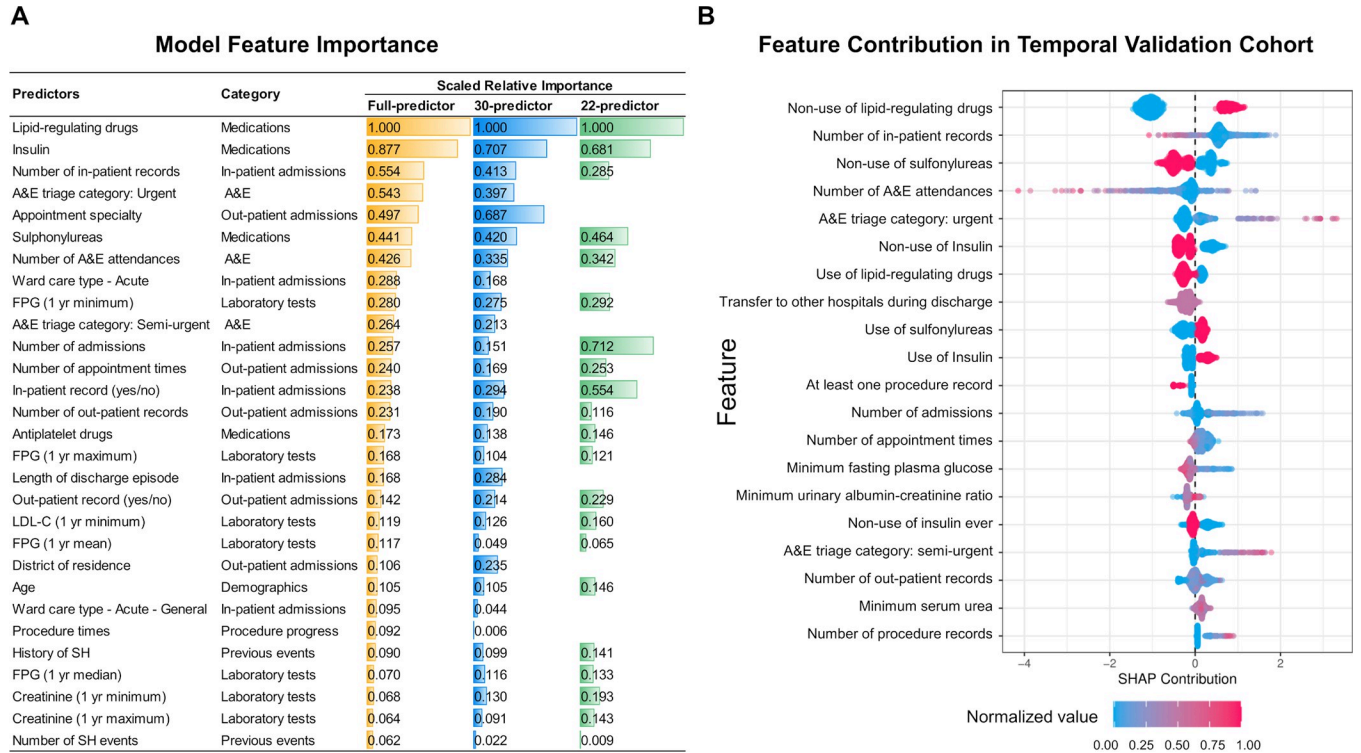 A
Model Feature Importance
Scaled Relative Importance
Predictors Category Full-predictor 30-predictor 22-predictor
Lipid-regulating drugs Medications 1.000 1.000 1.000
Insulin Medications 0.877 0.707 0.681
Number of in-patient records In-patient admissions 0.554 0.413 0.285
A&E triage category: Urgent A&E 0.543 0.397
Appointment specialty Out-patient admissions 0.497 0.687
Sulphonylureas Medications 0.441 0.420 0.464
Number of A&E attendances A&E 0.426 0.335 0.342
Ward care type - Acute In-patient admissions 0.288 0.168
FPG (1 yr minimum) Laboratory tests 0.280 0.275 0.292
A&E triage category: Semi-urgent A&E 0.264 0.213
Number of admissions In-patient admissions 0.257 0.151 0.712
Number of appointment times Out-patient admissions 0.240 0.169 0.253
In-patient record (yes/no) In-patient admissions 0.238 0.294 0.554
Number of out-patient records Out-patient admissions 0.231 0.190 0.116
Antiplatelet drugs Medications 0.173 0.138 0.146
FPG (1 yr maximum) Laboratory tests 0.168 0.104 0.121
Length of discharge episode In-patient admissions 0.168 0.284
Out-patient record (yes/no) Out-patient admissions 0.142 0.214 0.229
LDL-C (1 yr minimum) Laboratory tests 0.119 0.126 0.160
FPG (1 yr mean) Laboratory tests 0.117 0.049 0.065
District of residence Out-patient admissions 0.106 0.235
Age Demographics 0.105 0.105 0.146
Ward care type - Acute - General In-patient admissions 0.095 0.044
Procedure times Procedure progress 0.092 0.006
History of SH Previous events 0.090 0.099 0.141
FPG (1 yr median) Laboratory tests 0.070 0.116 0.133
Creatinine (1 yr minimum) Laboratory tests 0.068 0.130 0.193
Creatinine (1 yr maximum) Laboratory tests 0.064 0.091 0.143
Number of SH events Previous events 0.062 0.022 0.009
B
Feature Contribution in Temporal Validation Cohort
Feature
Non-use of lipid-regulating drugs
Number of in-patient records
Non-use of sulfonylureas
Number of A&E attendances
A&E triage category: urgent
Non-use of Insulin
Use of lipid-regulating drugs
Transfer to other hospitals during discharge
Use of sulfonylureas
Use of Insulin
At least one procedure record
Number of admissions
Number of appointment times
Minimum fasting plasma glucose
Minimum urinary albumin-creatinine ratio
Non-use of insulin ever
A&E triage category: semi-urgent
Number of out-patient records
Minimum serum urea
Number of procedure records
−4 −2 0 2
SHAP Contribution
Normalized value
0.00 0.25 0.50 0.75 1.00